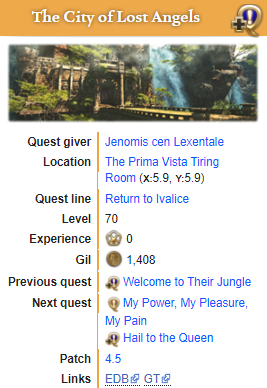 The City of Lost Angels
Quest giver Jenomis cen Lexentale
Location The Prima Vista Tiring
Room (X:5.9, Y:5.9)
Quest line Return to Ivalice
Level 70
Experience 0
Gil 1,408
Previous quest Welcome to Their Jungle
Next quest My Power, My Pleasure,
My Pain
Hail to the Queen
Patch 4.5
Links EDB GT